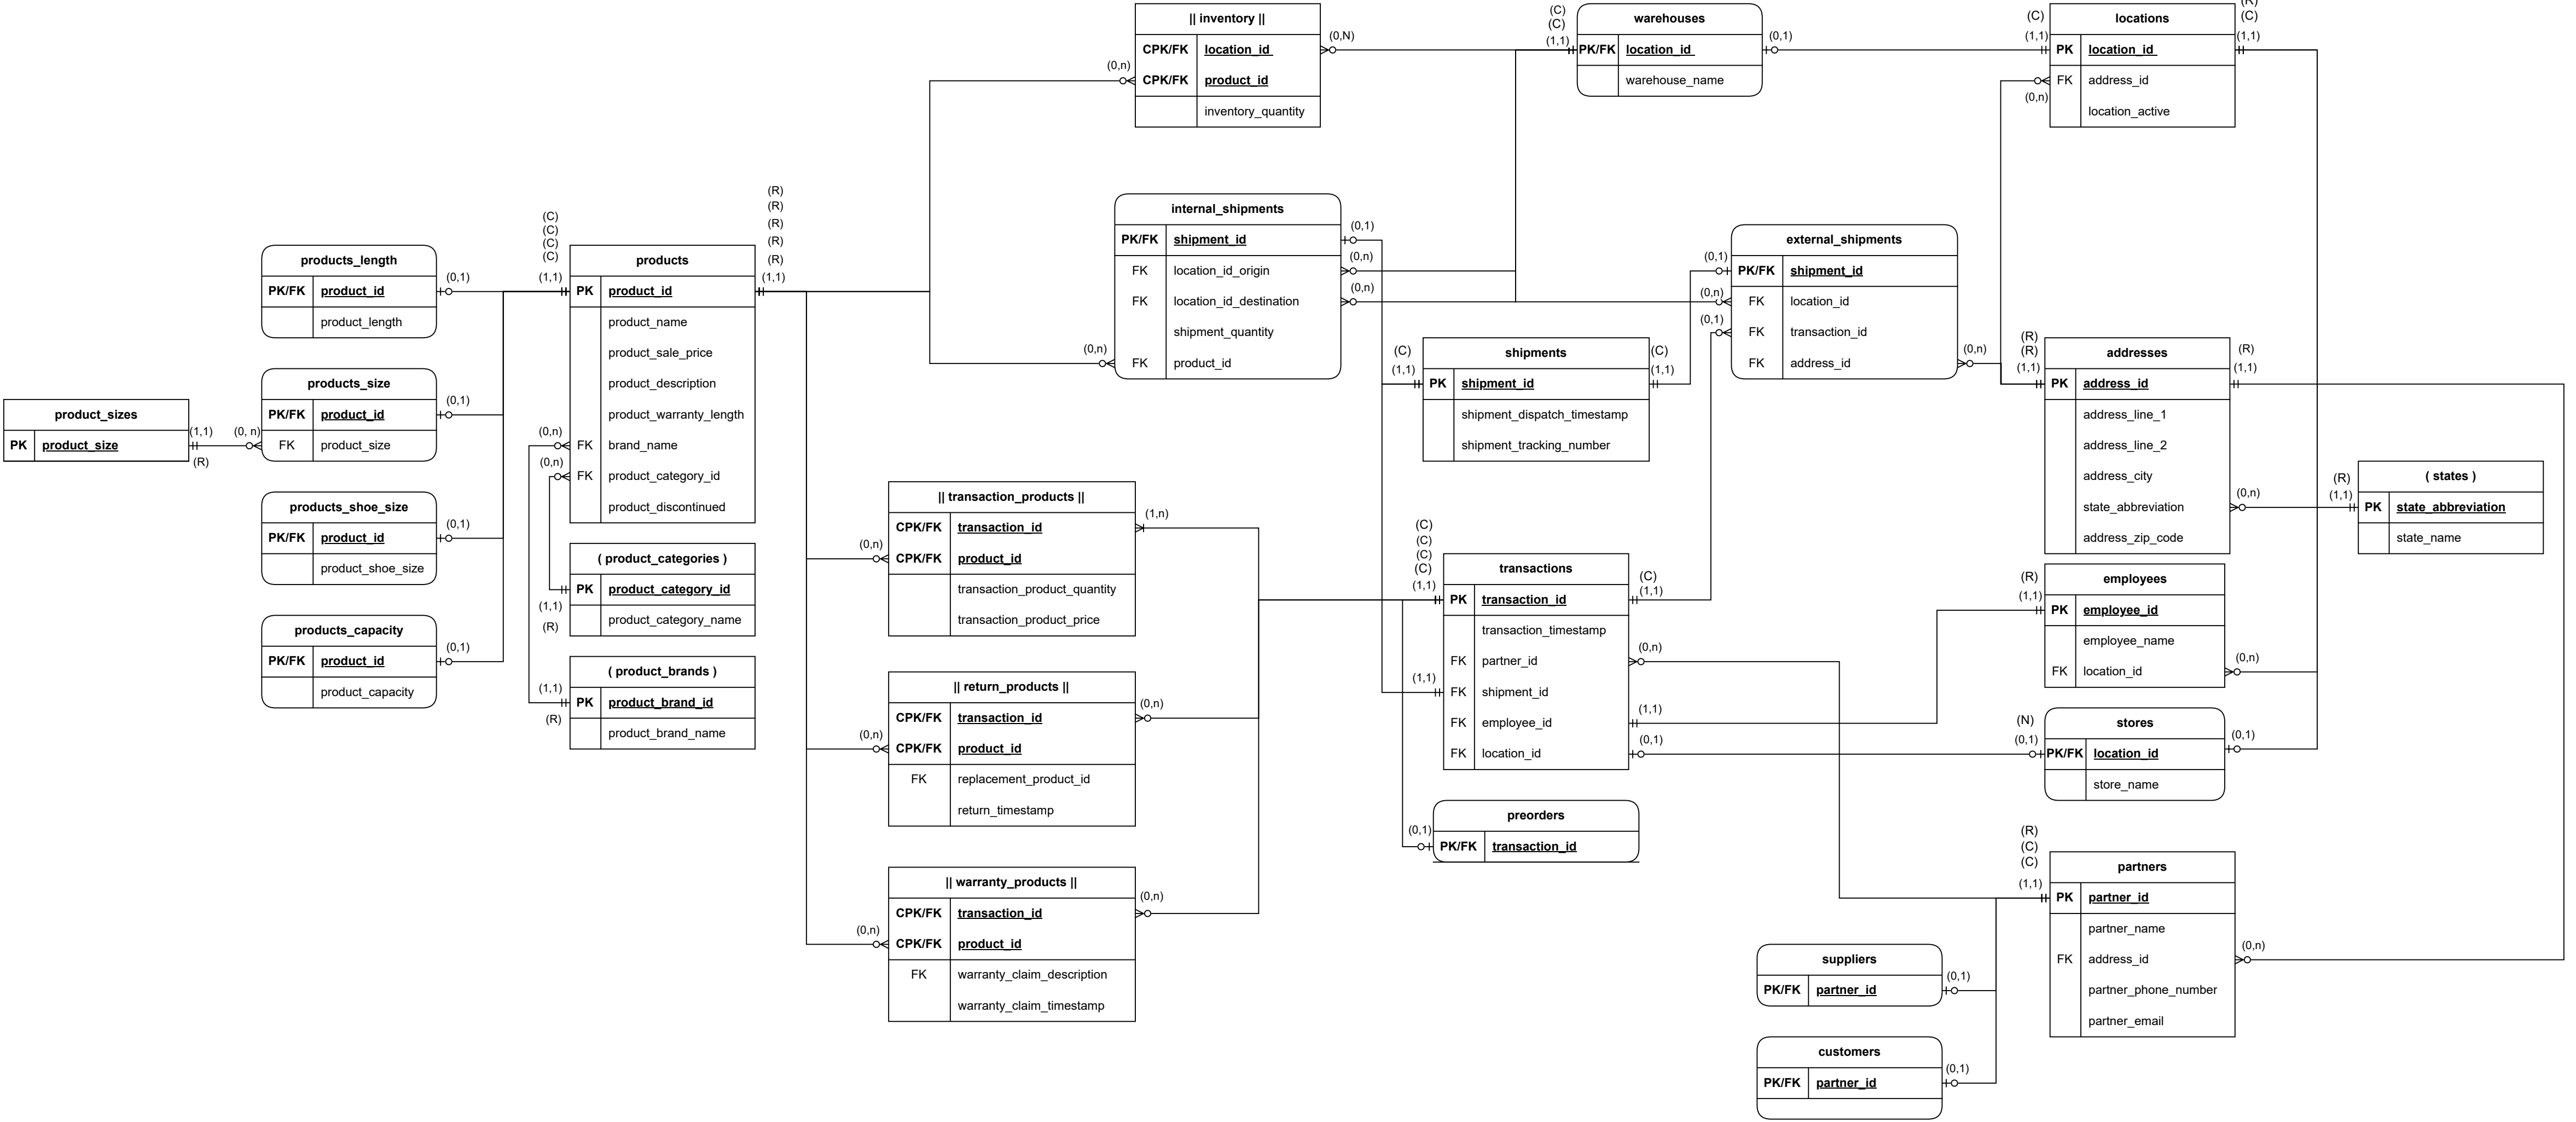 || inventory ||
CPK/FK location_id
CPK/FK product_id
inventory_quantity
(0,N)
(0,n)
(C)
(C)
(1,1)
warehouses
PK/FK location_id
warehouse_name
(0,1)
(C)
(1,1)
locations
PK location_id
FK address_id
location_active
(R)
(C)
(1,1)
(0,n)
internal_shipments
PK/FK shipment_id
FK location_id_origin
FK location_id_destination
shipment_quantity
FK product_id
(0,1)
(0,n)
(0,n)
(0,n)
external_shipments
PK/FK shipment_id
FK location_id
FK transaction_id
FK address_id
(0,1)
(0,n)
(0,1)
(0,n)
shipments
PK shipment_id
shipment_dispatch_timestamp
shipment_tracking_number
(C)
(1,1)
(C)
(1,1)
(R)
(R)
(1,1)
addresses
PK address_id
address_line_1
address_line_2
address_city
state_abbreviation
address_zip_code
(R)
(1,1)
(0,n)
(R)
(1,1)
( states )
PK state_abbreviation
state_name
products_length
PK/FK product_id
product_length
(0,1)
products_size
PK/FK product_id
FK product_size
(0,1)
product_sizes
PK product_size
(1,1)
(R)
(0, n)
products_shoe_size
PK/FK product_id
product_shoe_size
(0,1)
products_capacity
PK/FK product_id
product_capacity
(0,1)
(C)
(C)
(C)
(C)
(1,1)
products
PK product_id
product_name
product_sale_price
product_description
product_warranty_length
FK brand_name
FK product_category_id
product_discontinued
(R)
(R)
(R)
(R)
(R)
(1,1)
(0,n)
(0,n)
( product_categories )
PK product_category_id
product_category_name
(1,1)
(R)
( product_brands )
PK product_brand_id
product_brand_name
(1,1)
(R)
|| transaction_products ||
CPK/FK transaction_id
CPK/FK product_id
transaction_product_quantity
transaction_product_price
(1,n)
(0,n)
|| return_products ||
CPK/FK transaction_id
CPK/FK product_id
FK replacement_product_id
return_timestamp
(0,n)
(0,n)
|| warranty_products ||
CPK/FK transaction_id
CPK/FK product_id
FK warranty_claim_description
warranty_claim_timestamp
(0,n)
(0,n)
(C)
(C)
(C)
(C)
(1,1)
transactions
PK transaction_id
transaction_timestamp
FK partner_id
FK shipment_id
FK employee_id
FK location_id
(C)
(1,1)
(0,n)
(1,1)
(1,1)
(0,1)
preorders
PK/FK transaction_id
(0,1)
employees
PK employee_id
employee_name
FK location_id
(R)
(1,1)
(0,n)
stores
PK/FK location_id
store_name
(N)
(0,1)
(0,1)
(R)
(C)
(C)
(1,1)
partners
PK partner_id
partner_name
FK address_id
partner_phone_number
partner_email
(0,n)
suppliers
PK/FK partner_id
(0,1)
customers
PK/FK partner_id
(0,1)